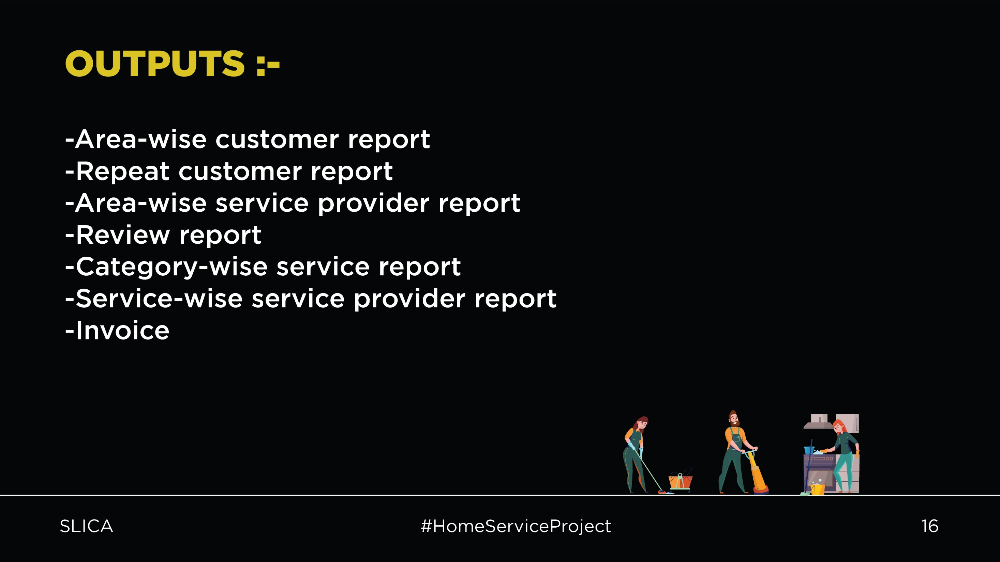 OUTPUTS :-
-Area-wise customer report
-Repeat customer report
-Area-wise service provider report
-Review report
-Category-wise service report
-Service-wise service provider report
-Invoice
SLICA
#HomeServiceProject
16